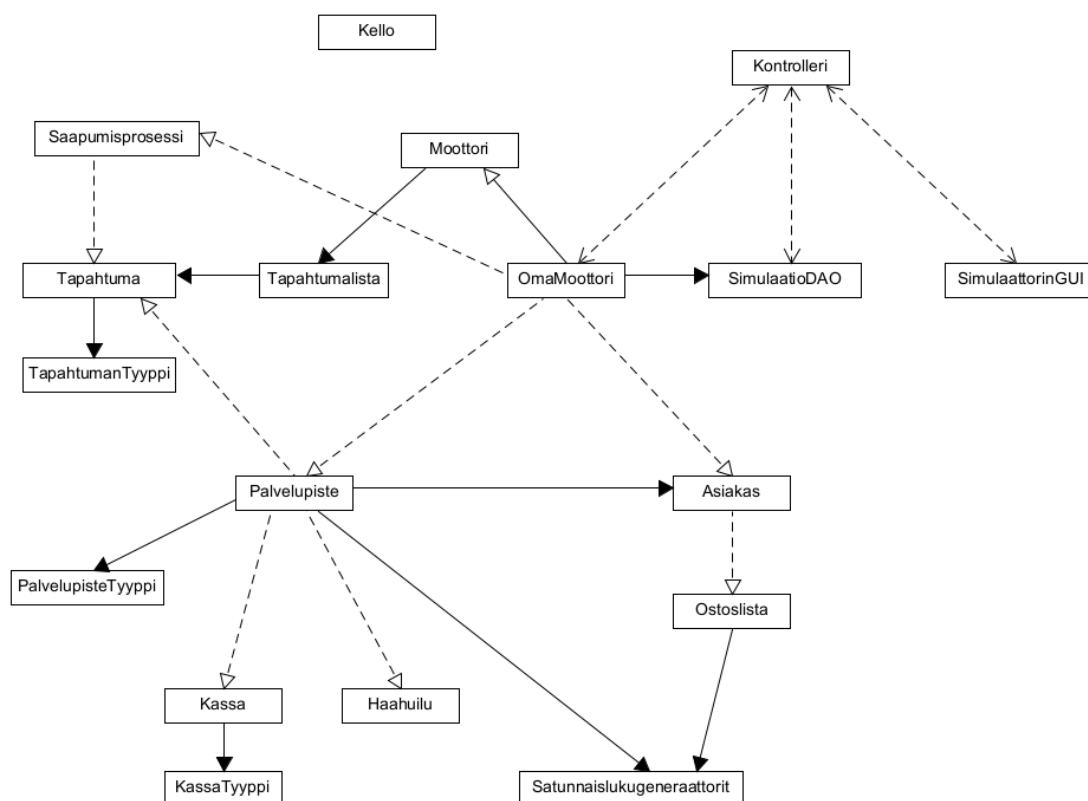 Kello
Kontrolleri
Saapumisprosessi
Moottori
Tapahtuma
Tapahtumalista
OmaMoottori
SimulaatioDAO
SimulaattorinGUI
TapahtumanTyyppi
Palvelupiste
Asiakas
PalvelupisteTyyppi
Ostoslista
Kassa
Haahuilu
KassaTyyppi
Satunnaislukugeneraattorit